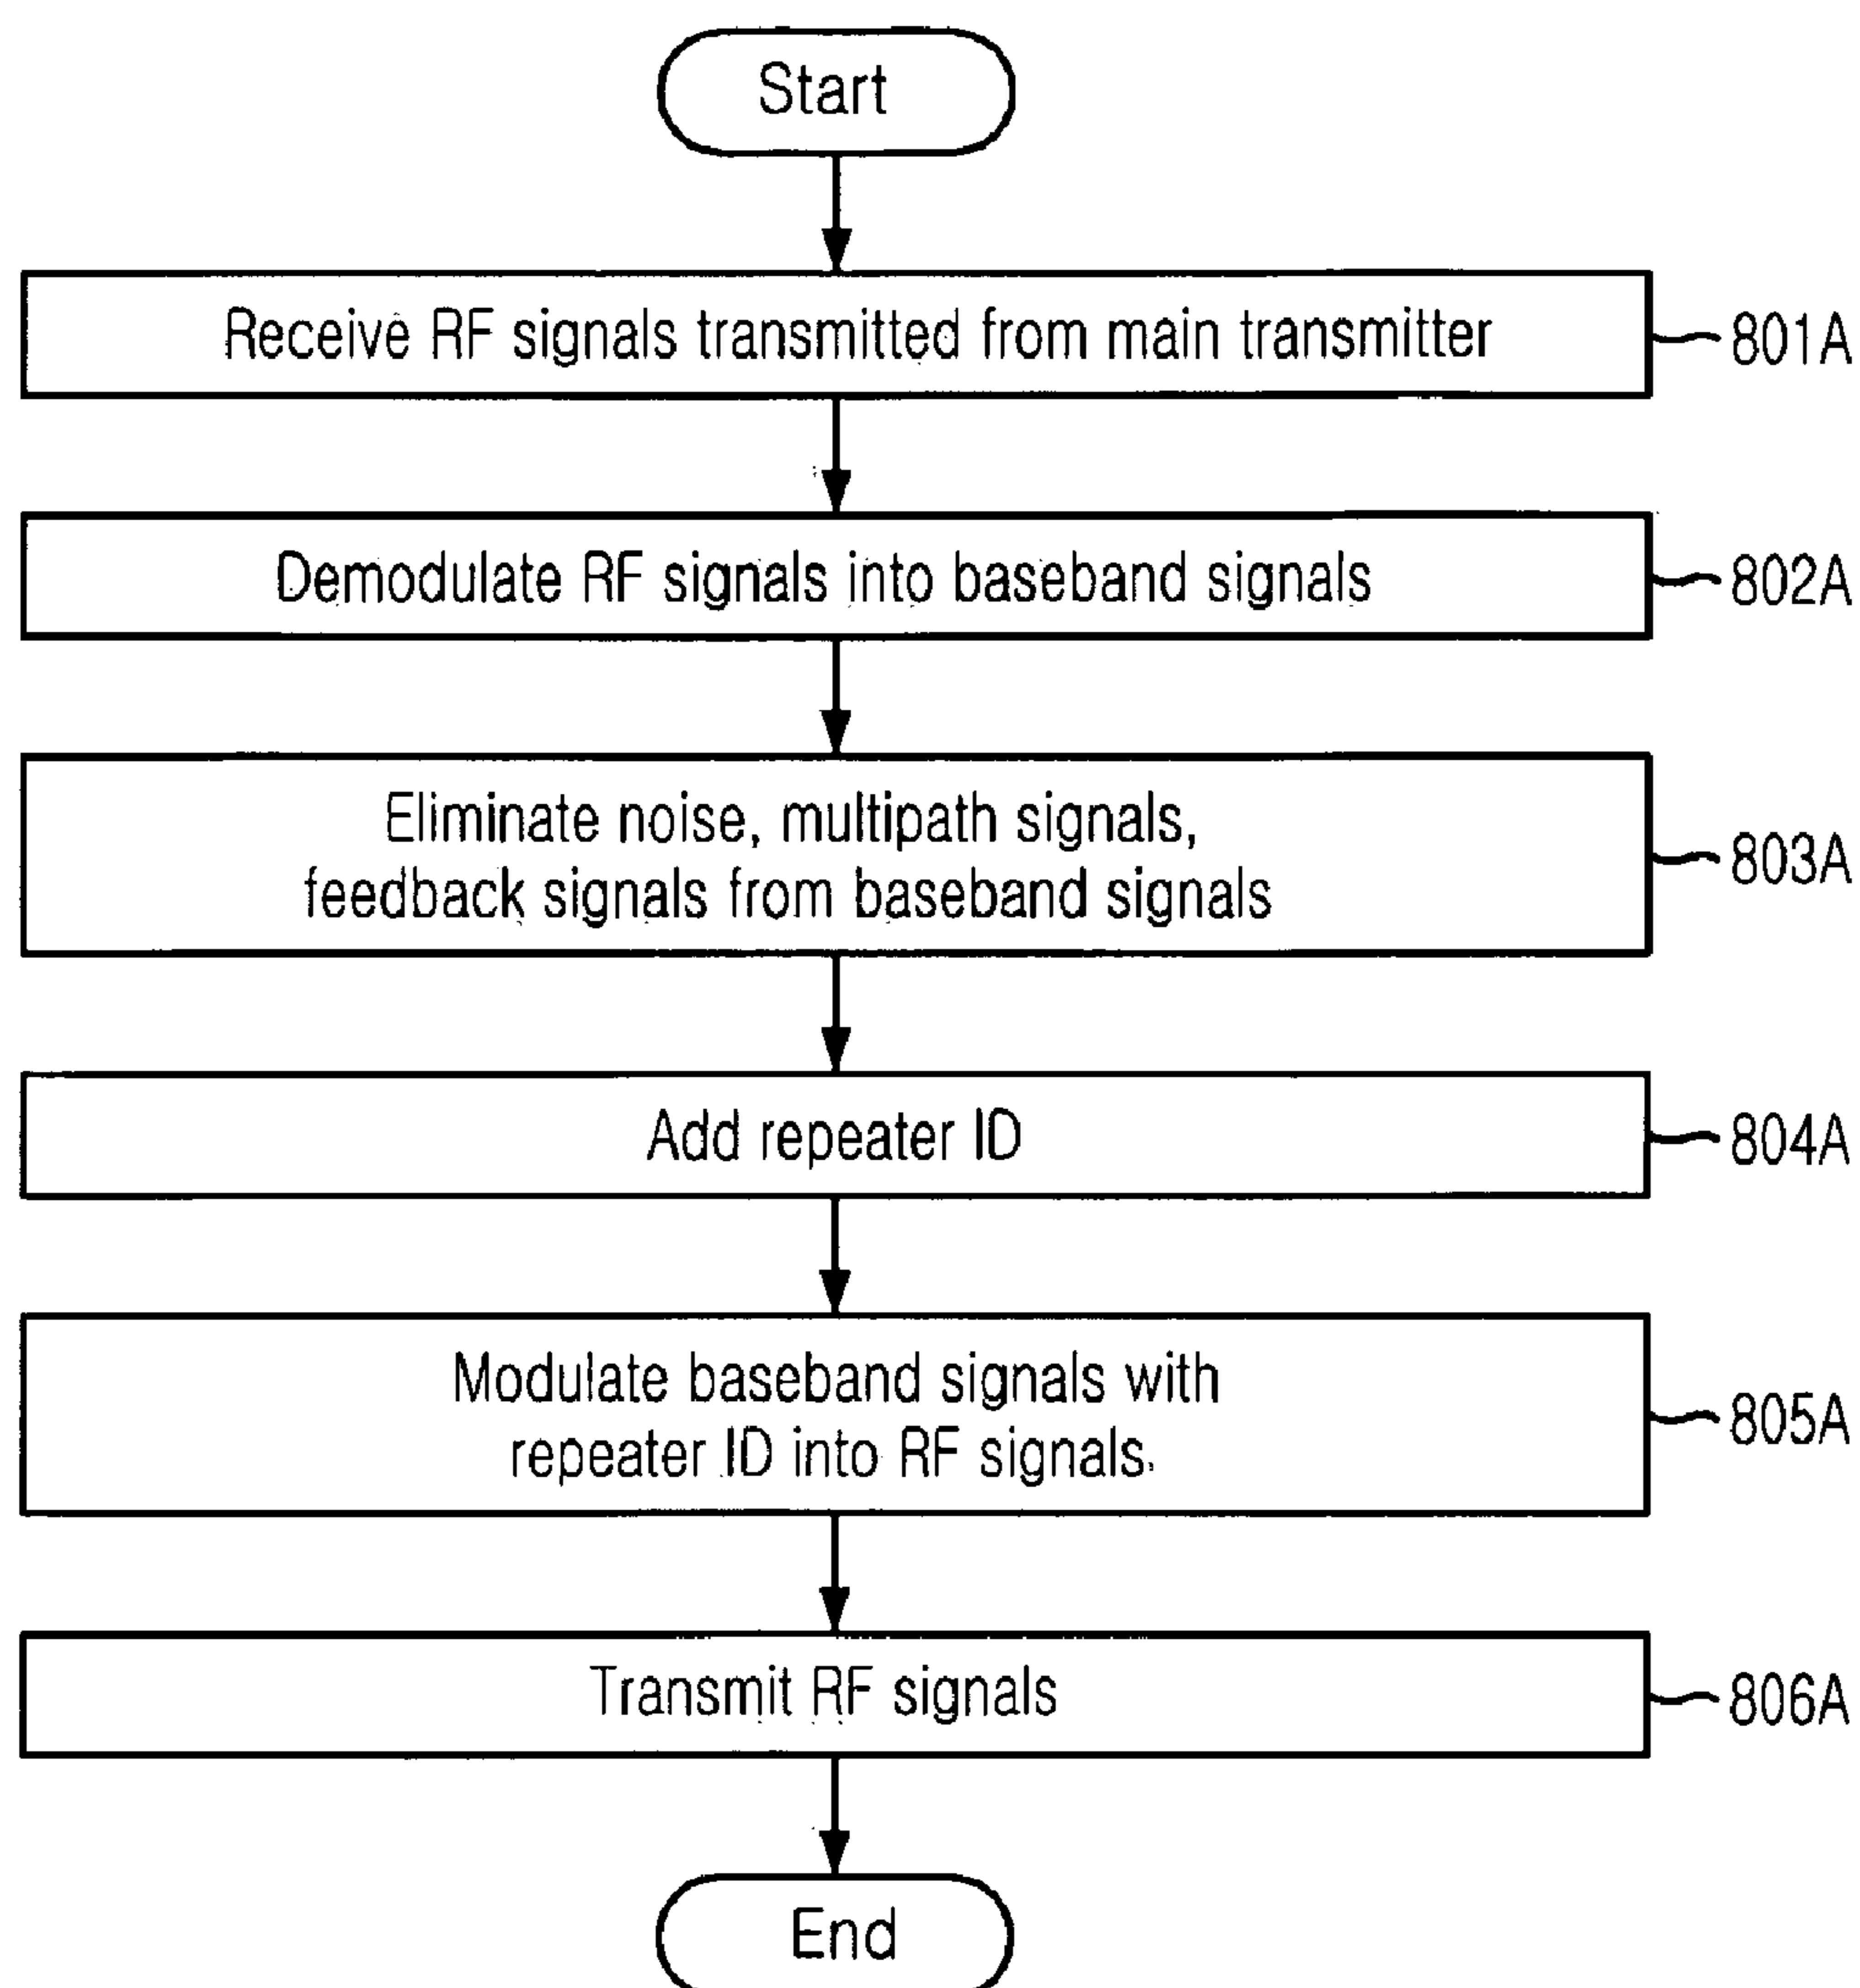 Start
Receive RF signals transmitted from main transmitter
801A
Demodulate RF signals into baseband signals
802A
Eliminate noise, multipath signals,
feedback signals from baseband signals
803A
Add repeater ID
804A
Modulate baseband signals with
repeater ID into RF signals.
805A
Transmit RF signals
806A
End